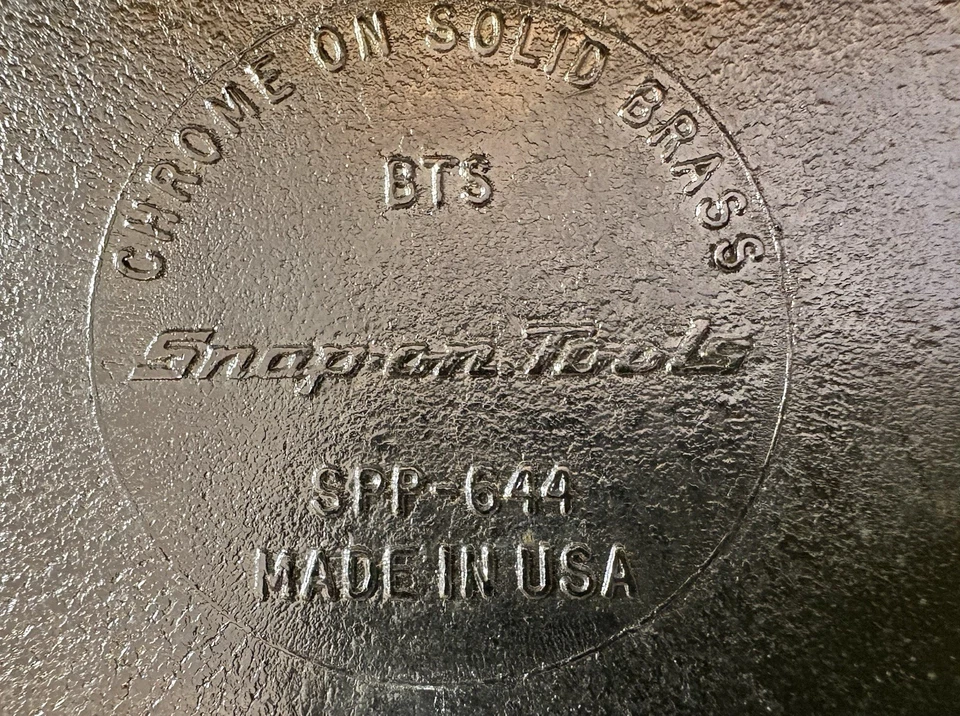 CHROME ON SOLID BRASS
BTS
Snap-on Tools
SPP-644
MADE IN USA